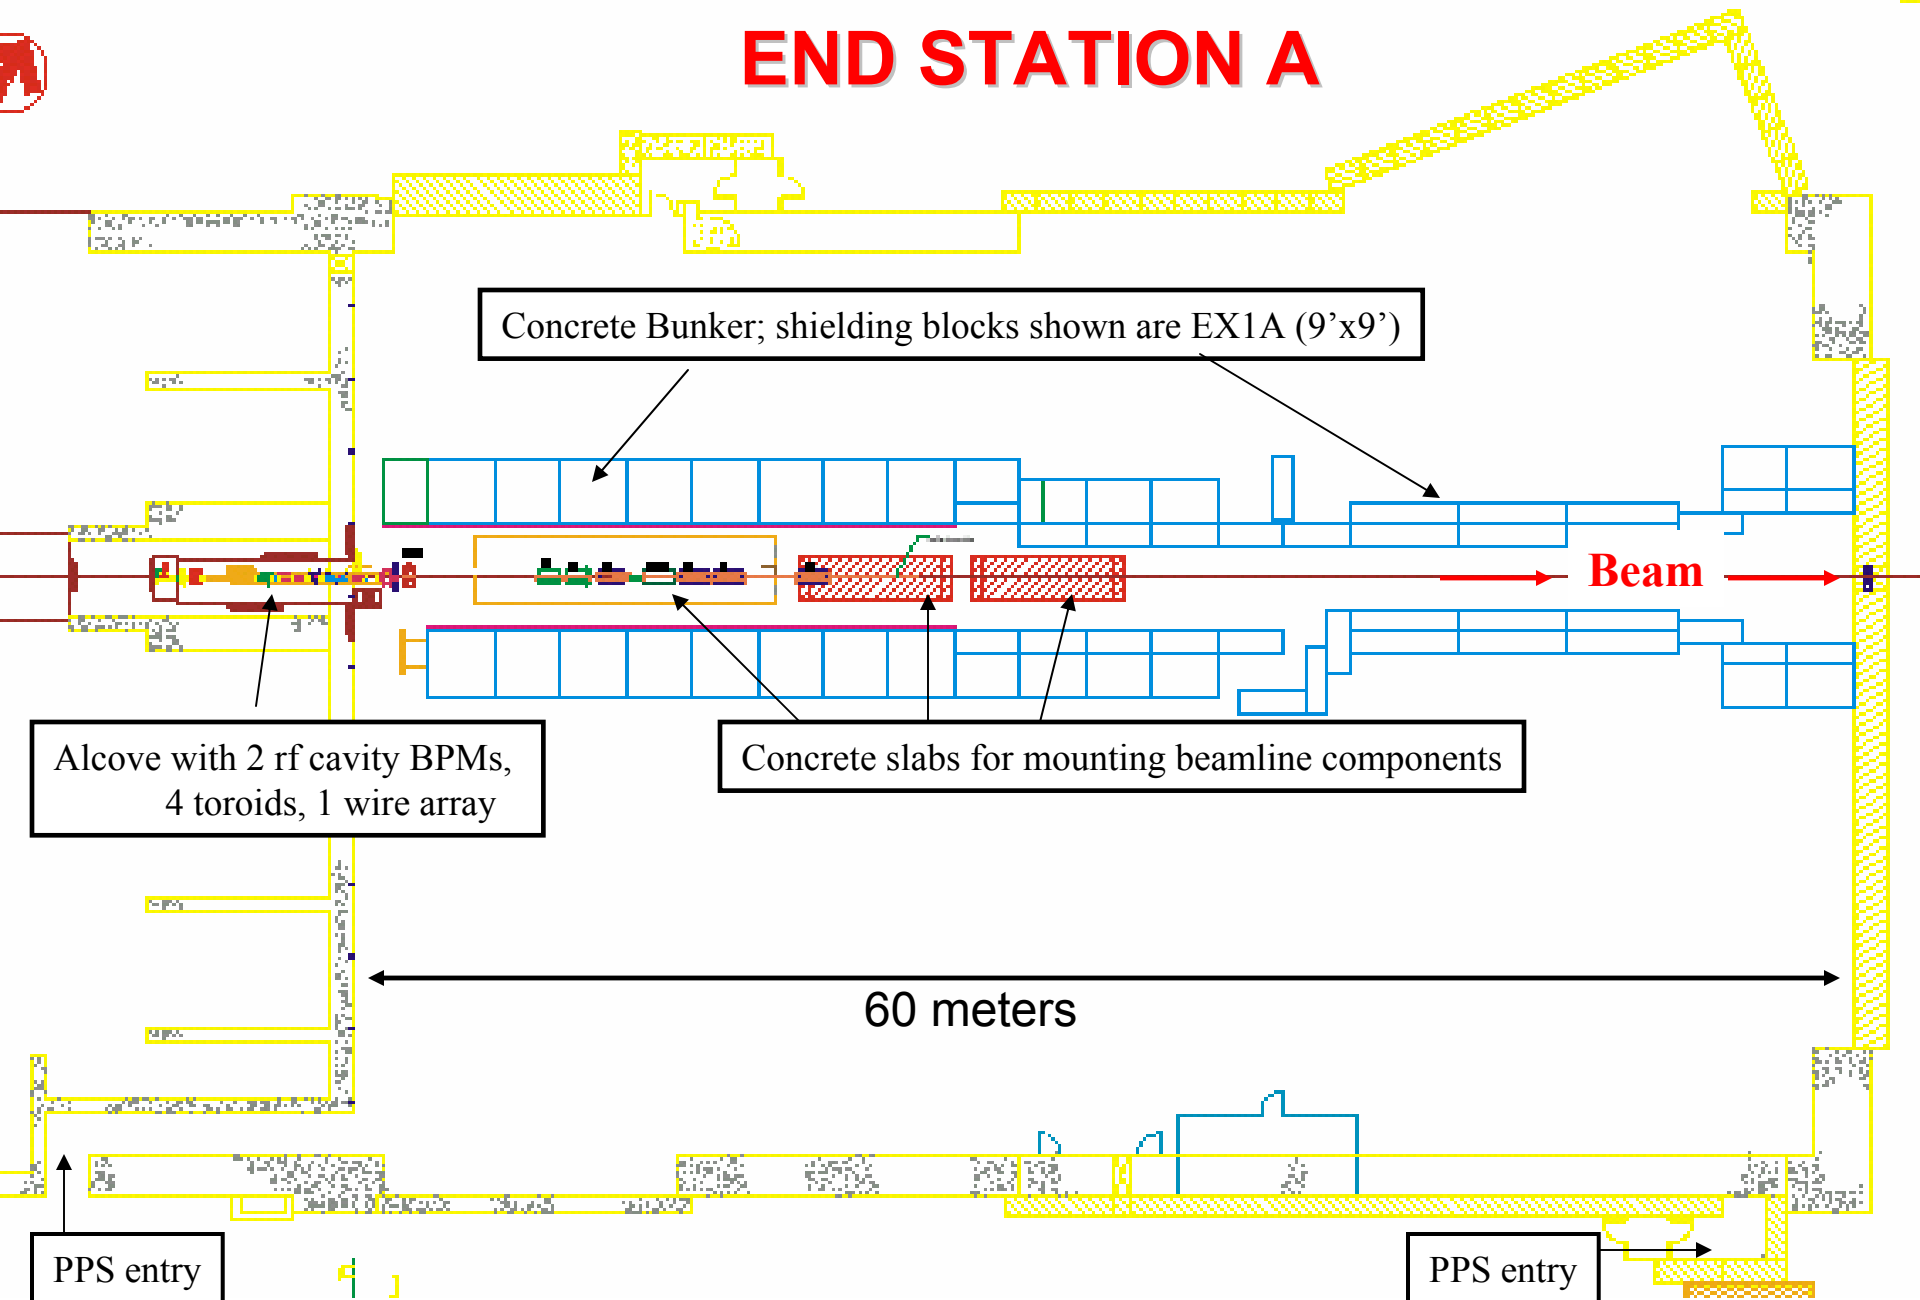 END STATION A
Concrete Bunker; shielding blocks shown are EX1A (9’x9’)
Beam
Alcove with 2 rf cavity BPMs,
4 toroids, 1 wire array
Concrete slabs for mounting beamline components
60 meters
PPS entry
PPS entry